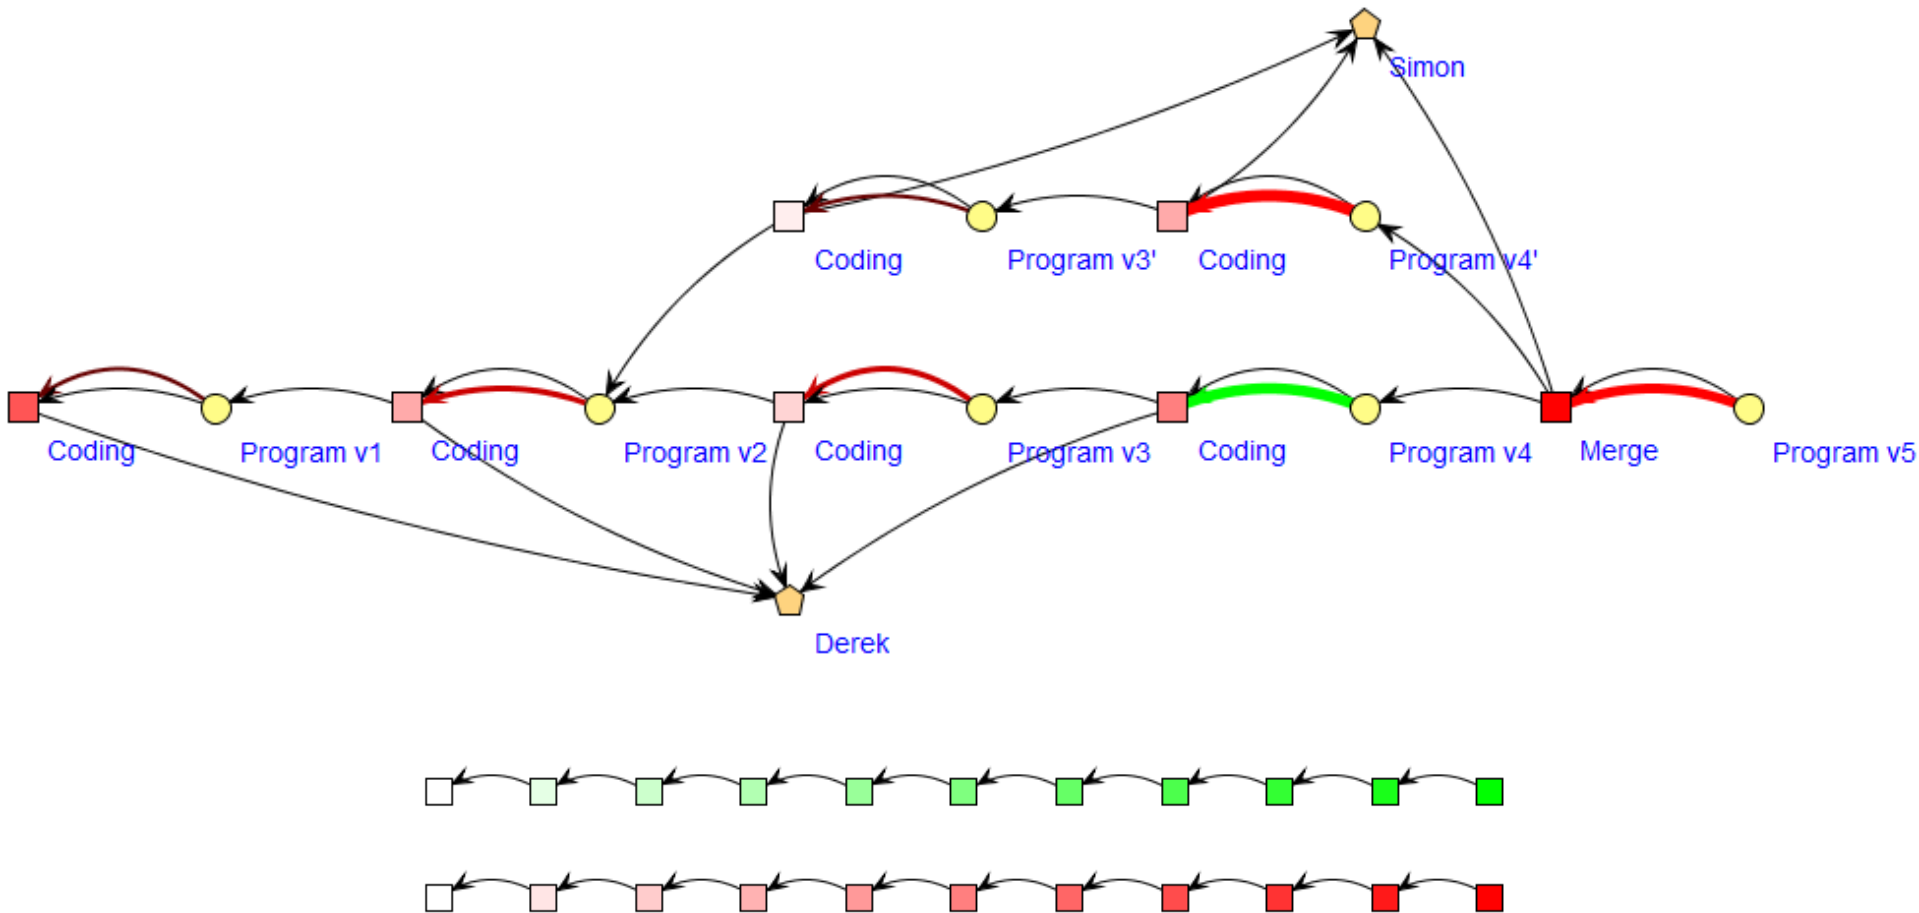 Simon
Coding
Program v3'
Coding
Program v4'
Coding
Program v1
Coding
Program v2
Coding
Program v3
Coding
Program v4
Merge
Program v5
Derek